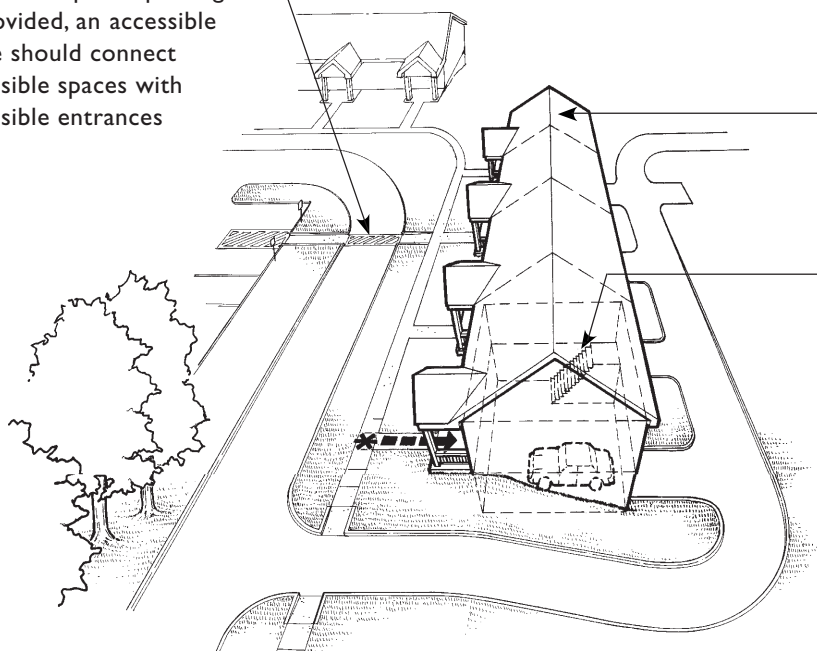 ovided, an accessible
should connect
sible spaces with
sible entrances